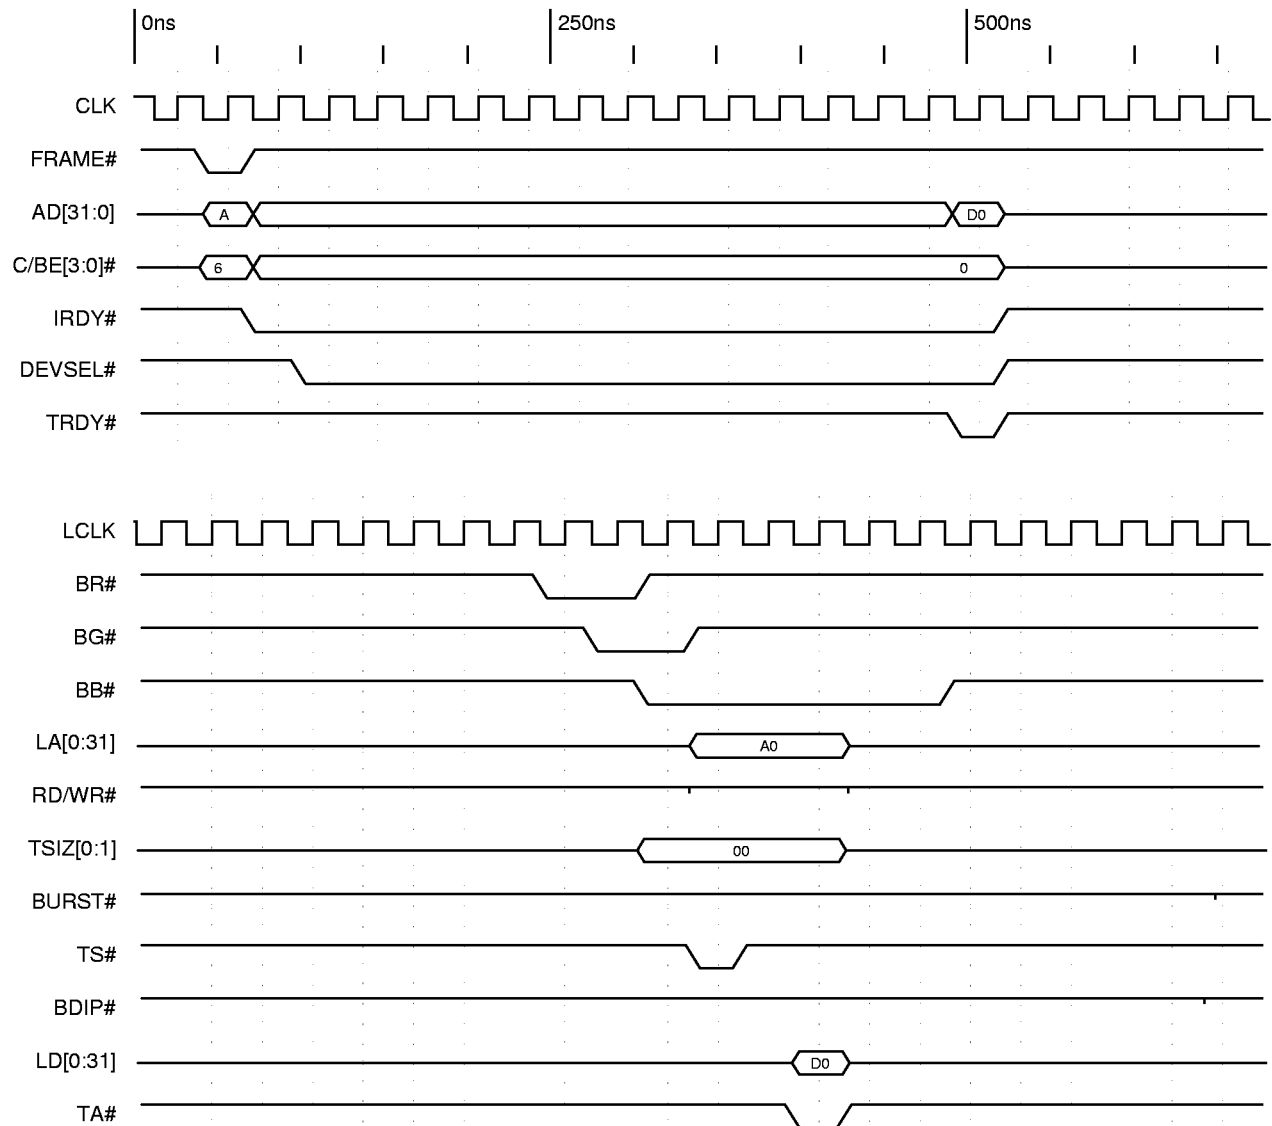 0ns 250ns 500ns
CLK
FRAME#
AD[31:0] A D0
C/BE[3:0]# 6 0
IRDY#
DEVSEL#
TRDY#
LCLK
BR#
BG#
BB#
LA[0:31] A0
RD/WR#
TSIZ[0:1] 00
BURST#
TS#
BDIP#
LD[0:31] D0
TA#